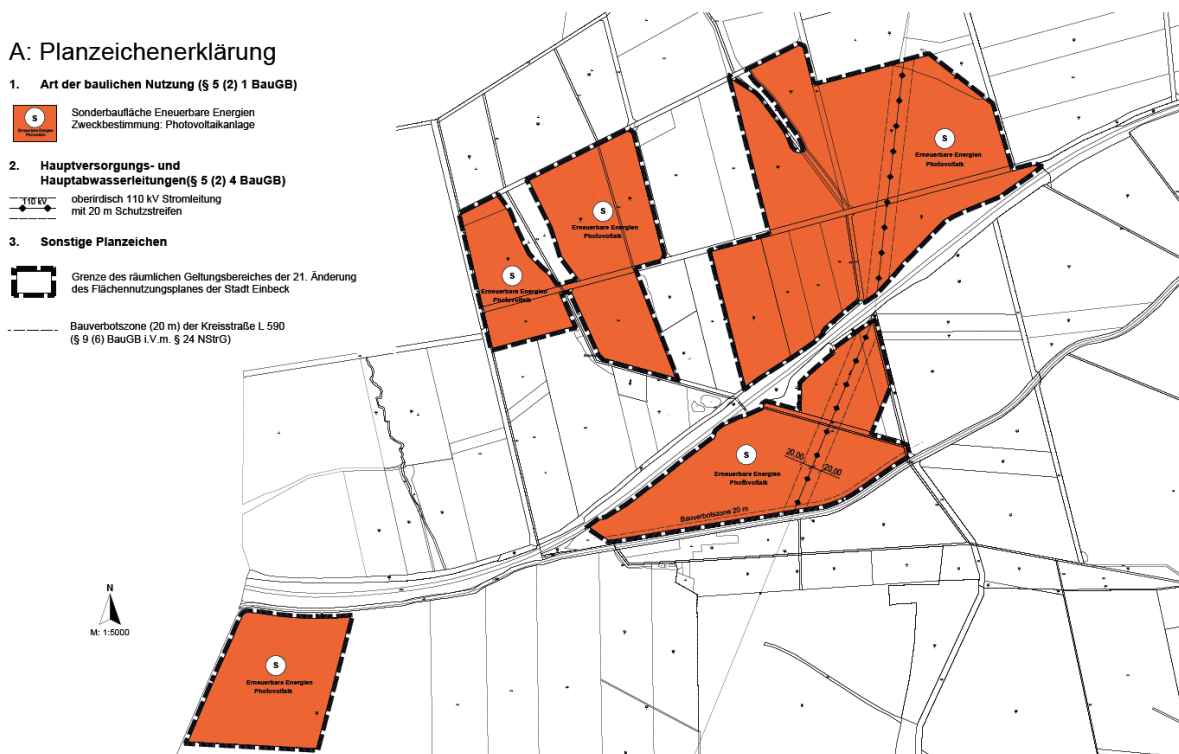 A: Planzeichenerklärung
1. Art der baulichen Nutzung (§ 5 (2) 1 BauGB)
S
Erneuerbare Energien
Photovoltaik
Sonderbaufläche Eneuerbare Energien
Zweckbestimmung: Photovoltaikanlage
2. Hauptversorgungs- und
Hauptabwasserleitungen(§ 5 (2) 4 BauGB)
110 kV
oberirdisch 110 kV Stromleitung
mit 20 m Schutzstreifen
3. Sonstige Planzeichen
Grenze des räumlichen Geltungsbereiches der 21. Änderung
des Flächennutzungsplanes der Stadt Einbeck
Bauverbotszone (20 m) der Kreisstraße L 590
(§ 9 (6) BauGB i.V.m. § 24 NStrG)
S
Erneuerbare Energien
Photovoltaik
S
Erneuerbare Energien
Photovoltaik
S
Erneuerbare Energien
Photovoltaik
S
Erneuerbare Energien
Photovoltaik
20,00
20,00
Bauverbotszone 20 m
N
M: 1:5000
S
Erneuerbare Energien
Photovoltaik